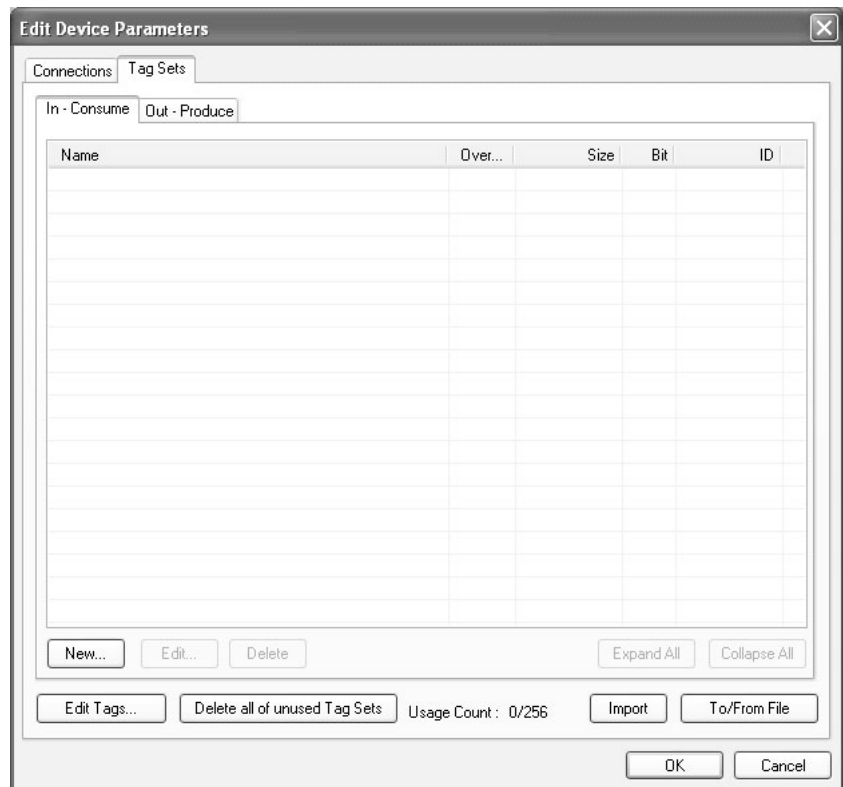 Edit Device Parameters
Connections Tag Sets
In - Consume Out - Produce
Name Over... Size Bit ID
New... Edit... Delete Expand All Collapse All
Edit Tags... Delete all of unused Tag Sets Usage Count : 0/256 Import To/From File
OK Cancel